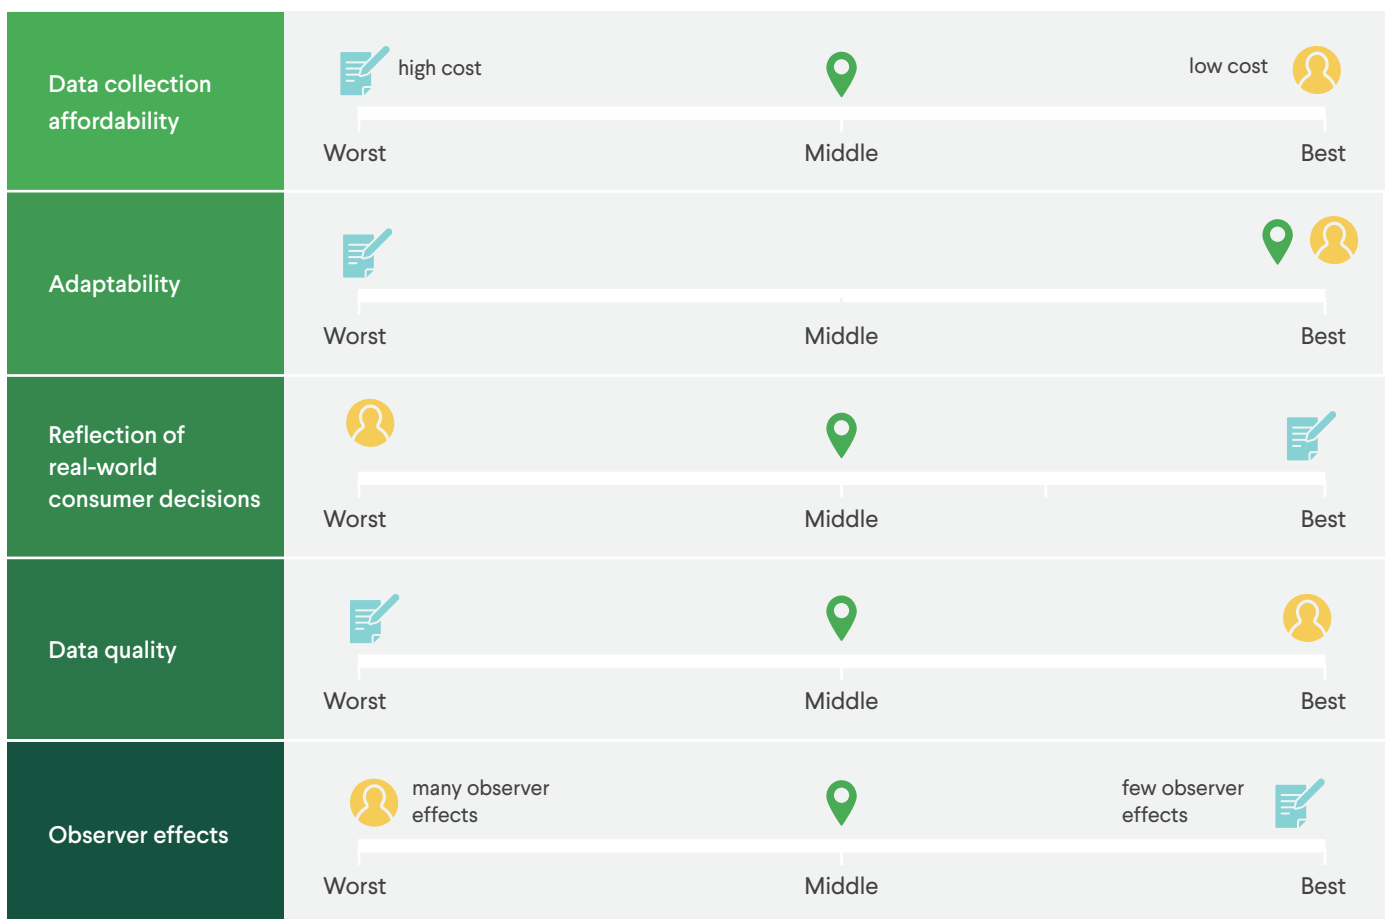 Data collection
affordability
high cost
low cost
Worst
Middle
Best
Adaptability
Worst
Middle
Best
Reflection of
real-world
consumer decisions
Worst
Middle
Best
Data quality
Worst
Middle
Best
Observer effects
many observer
effects
few observer
effects
Worst
Middle
Best